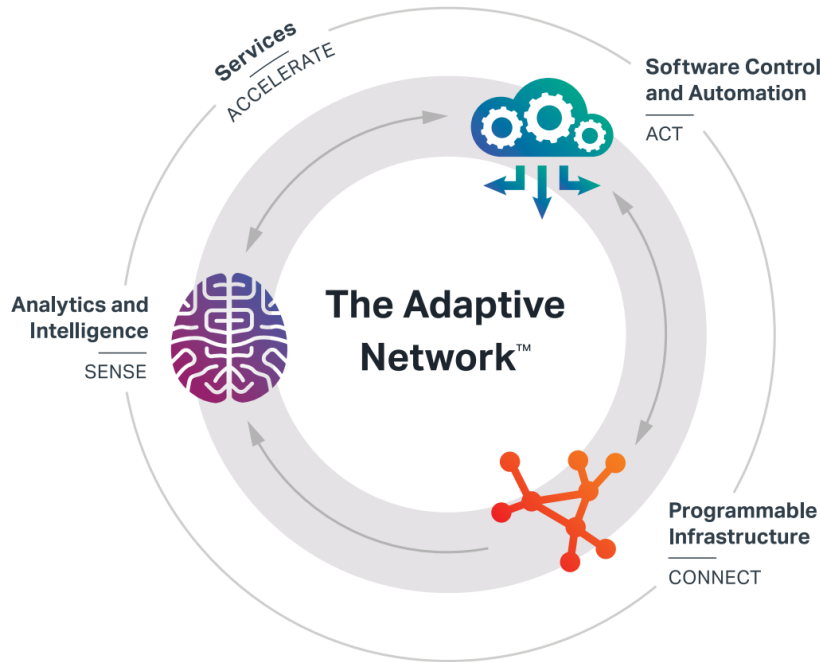 Services
ACCELERATE
Software Control
and Automation
ACT
Analytics and
Intelligence
SENSE
The Adaptive
Network™
Programmable
Infrastructure
CONNECT